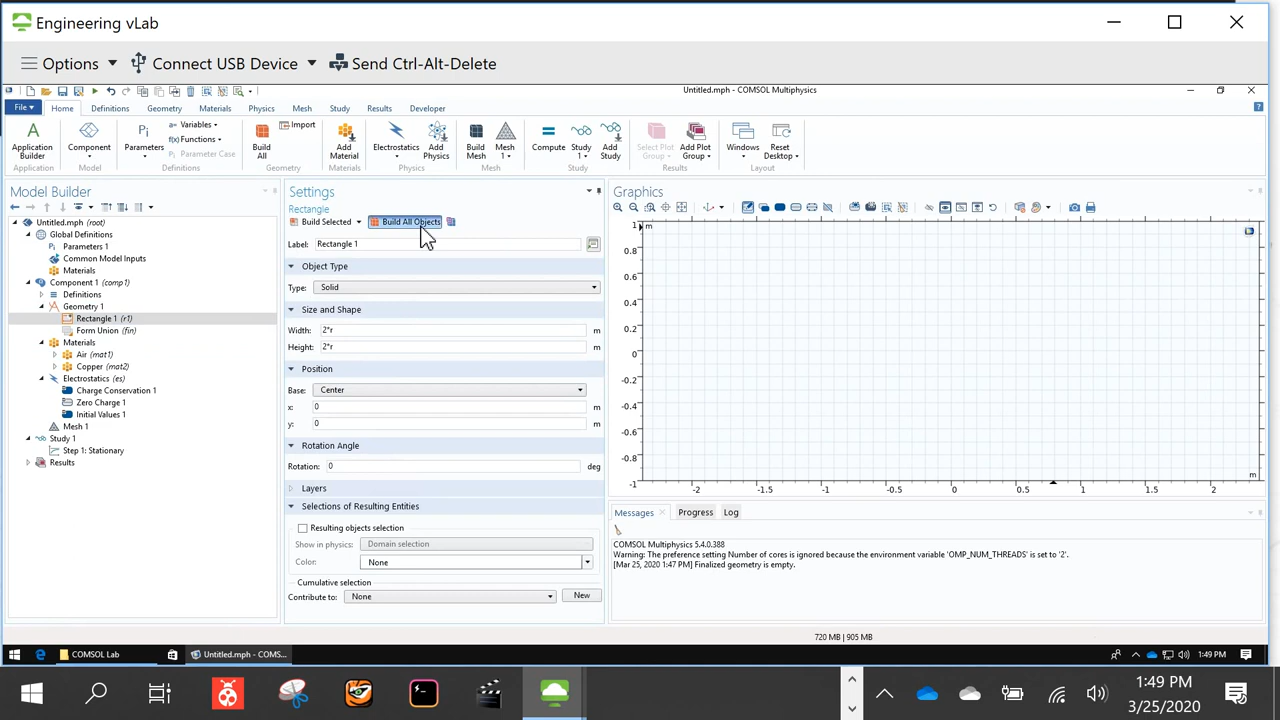 Engineering vLab
Options
Connect USB Device
Send Ctrl-Alt-Delete
Untitled.mph - COMSOL Multiphysics
File
Home
Definitions
Geometry
Materials
Physics
Mesh
Study
Results
Developer
Application Builder
Component
Parameters
a= Variables
f(x) Functions
Pi Parameter Case
Build All
Import
Add Material
Electrostatics
Add Physics
Build Mesh
Mesh 1
Compute
Study 1
Add Study
Select Plot Group
Add Plot Group
Windows
Reset Desktop
Application
Model
Definitions
Geometry
Materials
Physics
Mesh
Study
Results
Layout
Model Builder
Untitled.mph (root)
Global Definitions
Parameters 1
Common Model Inputs
Materials
Component 1 (comp1)
Definitions
Geometry 1
Rectangle 1 (r1)
Form Union (fin)
Materials
Air (mat1)
Copper (mat2)
Electrostatics (es)
Charge Conservation 1
Zero Charge 1
Initial Values 1
Mesh 1
Study 1
Step 1: Stationary
Results
Settings
Rectangle
Build Selected
Build All Objects
Label: Rectangle 1
Object Type
Type: Solid
Size and Shape
Width: 2*r m
Height: 2*r m
Position
Base: Center
x: 0 m
y: 0 m
Rotation Angle
Rotation: 0 deg
Layers
Selections of Resulting Entities
Resulting objects selection
Show in physics: Domain selection
Color: None
Cumulative selection
Contribute to: None New
Graphics
1 m
0.8
0.6
0.4
0.2
0
-0.2
-0.4
-0.6
-0.8
-1
m
-2 -1.5 -1 -0.5 0 0.5 1 1.5 2
Messages
Progress
Log
COMSOL Multiphysics 5.4.0.388
Warning: The preference setting Number of cores is ignored because the environment variable 'OMP_NUM_THREADS' is set to '2'.
[Mar 25, 2020 1:47 PM] Finalized geometry is empty.
720 MB | 905 MB
COMSOL Lab
Untitled.mph - COMS...
1:49 PM
1:49 PM
3/25/2020